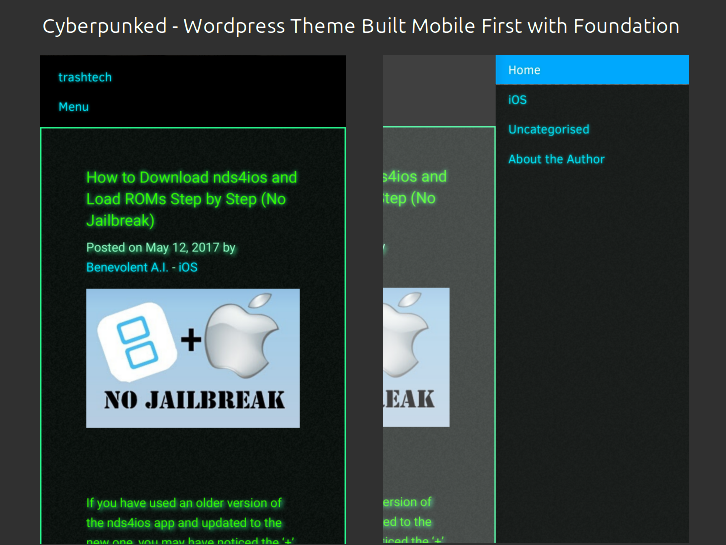 Cyberpunked - Wordpress Theme Built Mobile First with Foundation
trashtech
Menu
How to Download nds4ios and
Load ROMs Step by Step (No
Jailbreak)
Posted on May 12, 2017 by
Benevolent A.I. - iOS
+
NO JAILBREAK
If you have used an older version of
the nds4ios app and updated to the
new one, you may have noticed the '+'
Home
iOS
Uncategorised
About the Author
s4ios and
Step (No
y
EAK
ersion of
ed to the
iced the '+'